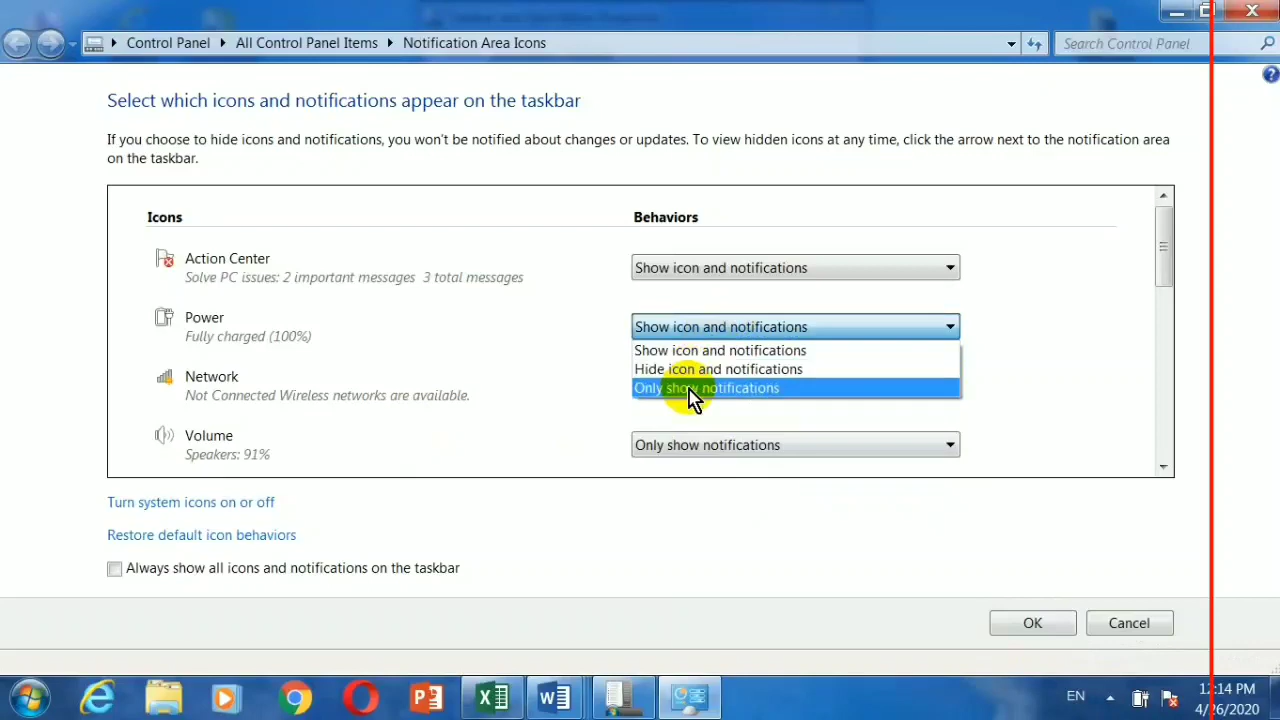 Control Panel All Control Panel Items Notification Area Icons
Search Control Panel
Select which icons and notifications appear on the taskbar
If you choose to hide icons and notifications, you won't be notified about changes or updates. To view hidden icons at any time, click the arrow next to the notification area
on the taskbar.
Icons Behaviors
Action Center
Solve PC issues: 2 important messages 3 total messages
Show icon and notifications
Power
Fully charged (100%)
Show icon and notifications
Show icon and notifications
Hide icon and notifications
Only show notifications
Network
Not Connected Wireless networks are available.
Volume
Speakers: 91%
Only show notifications
Turn system icons on or off
Restore default icon behaviors
Always show all icons and notifications on the taskbar
OK Cancel
EN
12:14 PM
4/26/2020